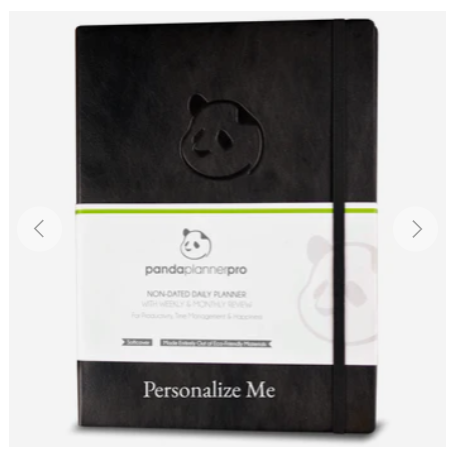 pandaplannerpro
NON-DATED DAILY PLANNER
WITH WEEKLY & MONTHLY REVIEW
For Productivity, Time Management & Happiness
Softcover Made Entirely Out of Eco-Friendly Materials
Personalize Me